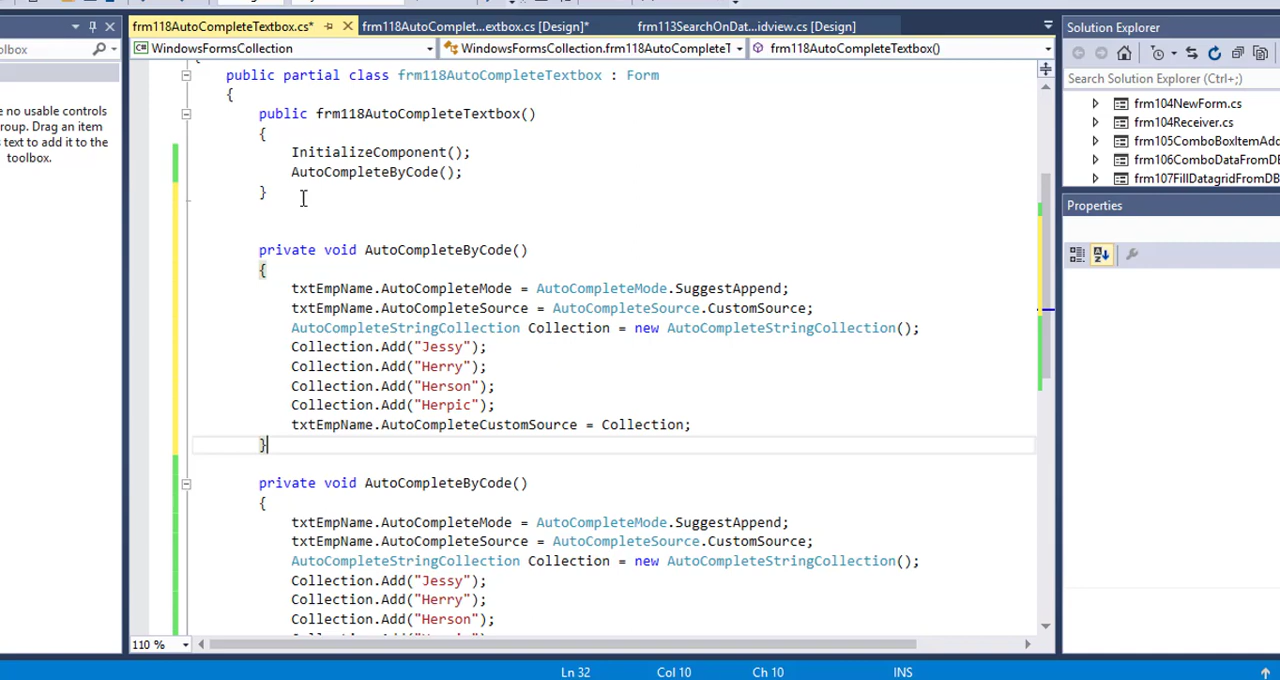 frm118AutoCompleteTextbox.cs*
frm118AutoComplet...extbox.cs [Design]*
frm113SearchOnDat...idview.cs [Design]
Solution Explorer
olbox
WindowsFormsCollection
WindowsFormsCollection.frm118AutoCompleteT
frm118AutoCompleteTextbox()
Search Solution Explorer (Ctrl+;)
frm104NewForm.cs
frm104Receiver.cs
frm105ComboBoxItemAdd
frm106ComboDataFromDB
frm107FillDatagridFromDB
Properties
e no usable controls
group. Drag an item
s text to add it to the
toolbox.
public partial class frm118AutoCompleteTextbox : Form
{
public frm118AutoCompleteTextbox()
{
InitializeComponent();
AutoCompleteByCode();
}
private void AutoCompleteByCode()
{
txtEmpName.AutoCompleteMode = AutoCompleteMode.SuggestAppend;
txtEmpName.AutoCompleteSource = AutoCompleteSource.CustomSource;
AutoCompleteStringCollection Collection = new AutoCompleteStringCollection();
Collection.Add("Jessy");
Collection.Add("Herry");
Collection.Add("Herson");
Collection.Add("Herpic");
txtEmpName.AutoCompleteCustomSource = Collection;
}
private void AutoCompleteByCode()
{
txtEmpName.AutoCompleteMode = AutoCompleteMode.SuggestAppend;
txtEmpName.AutoCompleteSource = AutoCompleteSource.CustomSource;
AutoCompleteStringCollection Collection = new AutoCompleteStringCollection();
Collection.Add("Jessy");
Collection.Add("Herry");
Collection.Add("Herson");
110 %
Ln 32
Col 10
Ch 10
INS